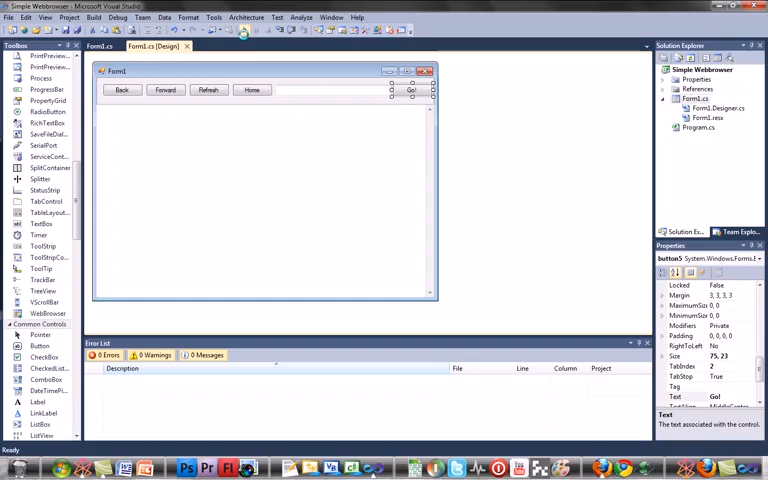 Simple Webbrowser - Microsoft Visual Studio
File Edit View Project Build Debug Team Data Format Tools Architecture Test Analyze Window Help
Toolbox
PrintPreview...
PrintPreview...
Process
ProgressBar
PropertyGrid
RadioButton
RichTextBox
SaveFileDial...
SerialPort
ServiceCont...
SplitContainer
Splitter
StatusStrip
TabControl
TableLayout...
TextBox
Timer
ToolStrip
ToolStripCo...
ToolTip
TrackBar
TreeView
VScrollBar
WebBrowser
Common Controls
Pointer
Button
CheckBox
CheckedList...
ComboBox
DateTimePi...
Label
LinkLabel
ListBox
ListView
Form1.cs
Form1.cs [Design]
Form1
Back
Forward
Refresh
Home
Go!
Error List
0 Errors
0 Warnings
0 Messages
Description
File
Line
Column
Project
Solution Explorer
Simple Webbrowser
Properties
References
Form1.cs
Form1.Designer.cs
Form1.resx
Program.cs
Solution Ex...
Team Explo...
Properties
button5 System.Windows.Forms.B
Locked False
Margin 3, 3, 3, 3
MaximumSiz 0, 0
MinimumSiz 0, 0
Modifiers Private
Padding 0, 0, 0, 0
RightToLeft No
Size 75, 23
TabIndex 2
TabStop True
Tag
Text Go!
Text
The text associated with the control.
Ready